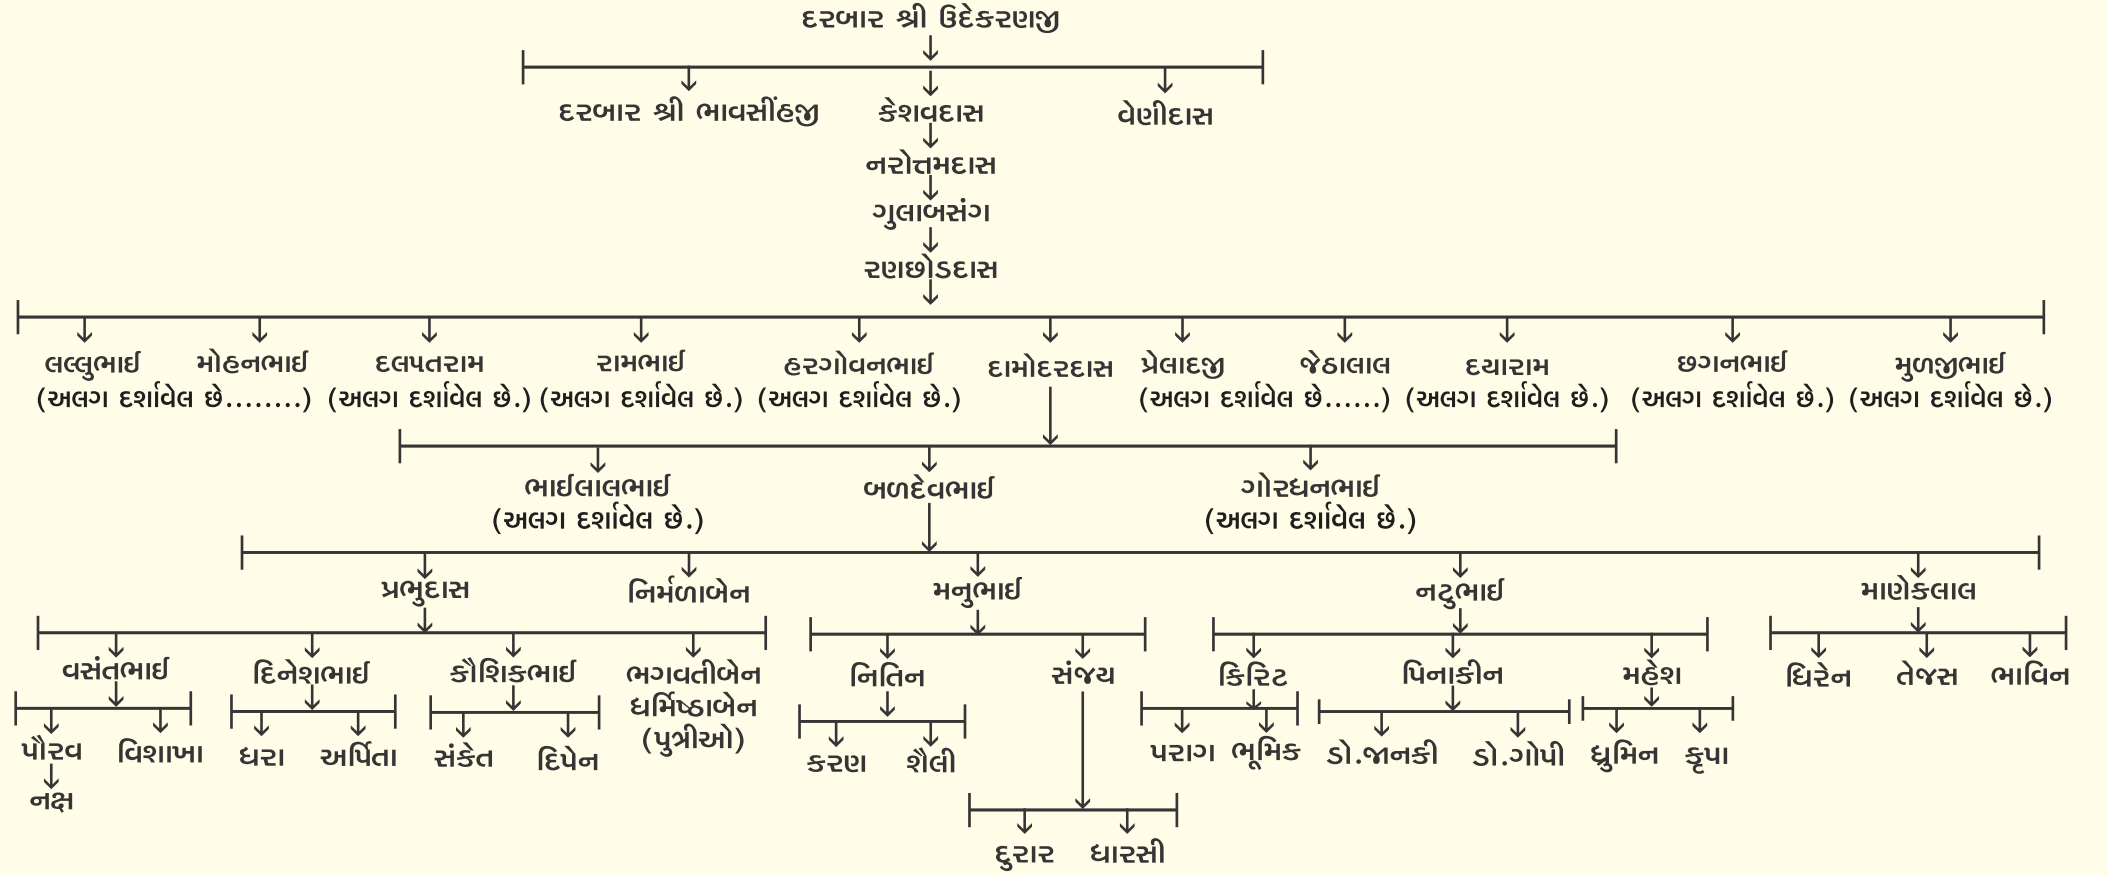 દરબાર શ્રી ઉદેકરણજી
દરબાર શ્રી ભાવસીંહજી કેશવદાસ વેણીદાસ
નરોત્તમદાસ
ગુલાબસંગ
રણછોડદાસ
લલ્લુભાઈ મોહનભાઈ દલપતરામ રામભાઈ હરગોવનભાઈ દામોદરદાસ પ્રેલાદજી જેઠાલાલ દયારામ છગનભાઈ મુળજીભાઈ
(અલગ દર્શાવેલ છે........) (અલગ દર્શાવેલ છે.) (અલગ દર્શાવેલ છે.) (અલગ દર્શાવેલ છે.) (અલગ દર્શાવેલ છે......) (અલગ દર્શાવેલ છે.) (અલગ દર્શાવેલ છે.) (અલગ દર્શાવેલ છે.)
ભાઈલાલભાઈ બળદેવભાઈ ગોરધનભાઈ
(અલગ દર્શાવેલ છે.) (અલગ દર્શાવેલ છે.)
પ્રભુદાસ નિર્મળાબેન મનુભાઈ નટુભાઈ માણેકલાલ
વસંતભાઈ દિનેશભાઈ કૌશિકભાઈ ભગવતીબેન નિતિન સંજય કિરિટ પિનાકીન મહેશ ધિરેન તેજસ ભાવિન
ધર્મિષ્ઠાબેન
(પુત્રીઓ)
પૌરવ વિશાખા ધરા અર્પિતા સંકેત દિપેન કરણ શૈલી પરાગ ભૂમિક ડો.જાનકી ડો.ગોપી ધ્રુમિન કૃપા
નક્ષ
દુરાર ધારસી